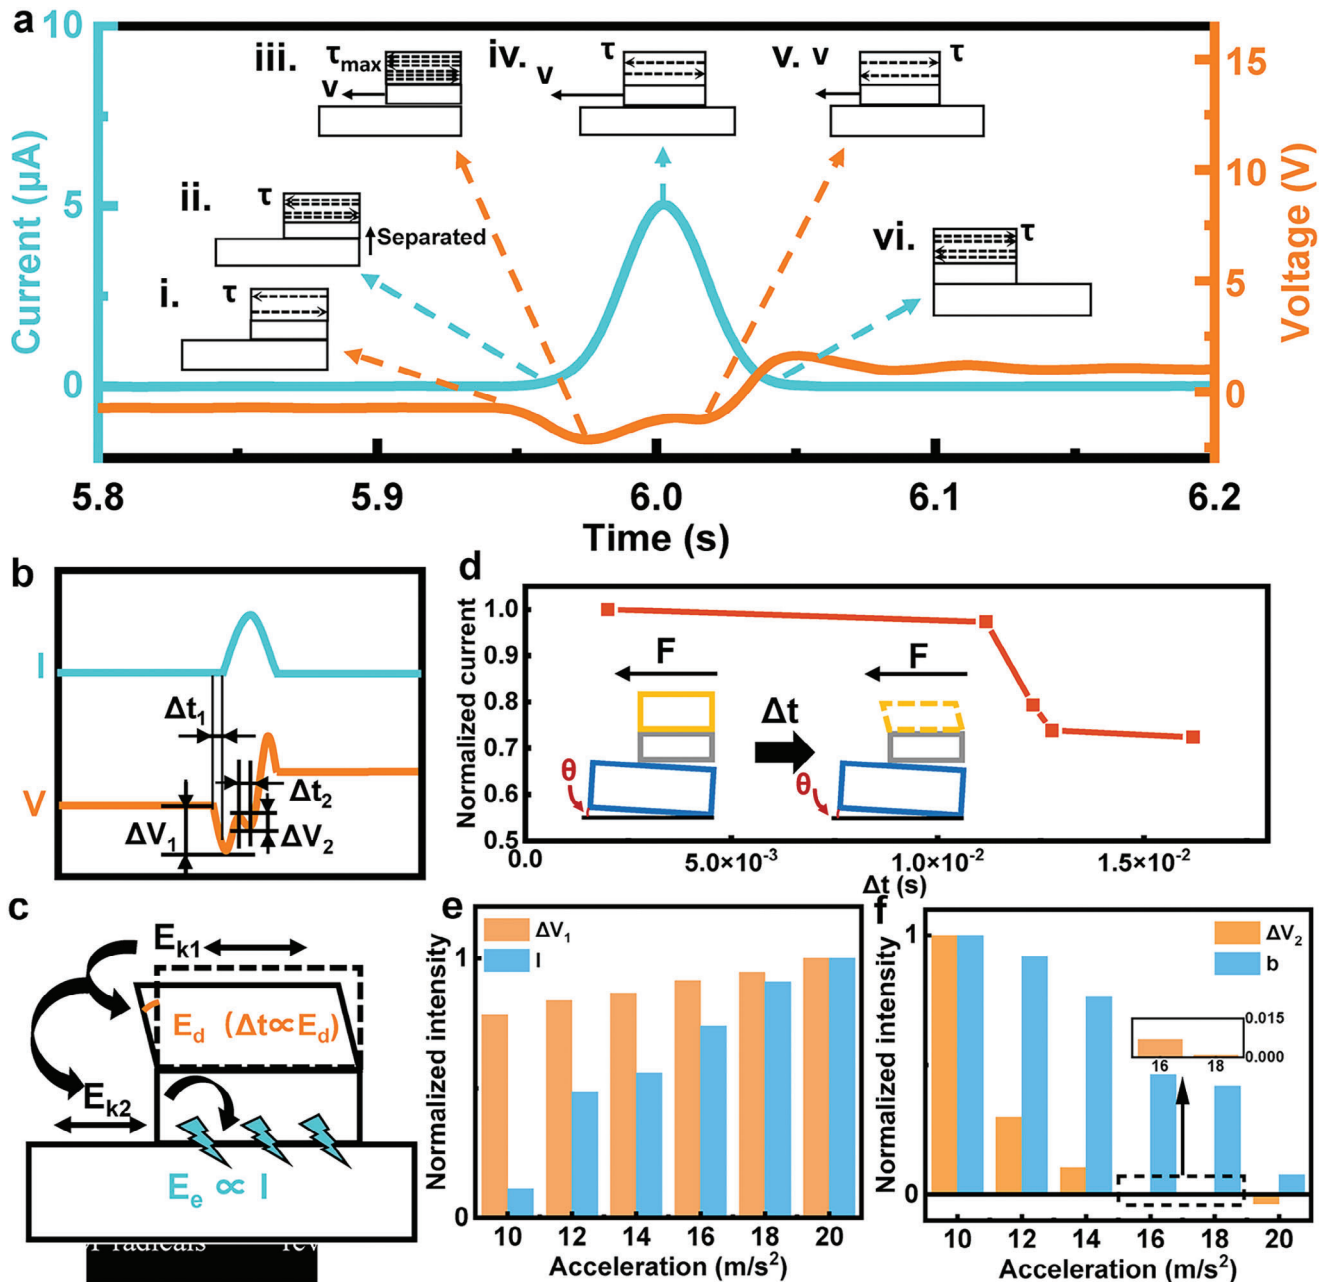 a
10
5
0
Current (μA)
15
10
5
0
Voltage (V)
i. τ
ii. τ
Separated
iii. τmax
v
iv. τ
v
v. v τ
vi. τ
5.8 5.9 6.0 6.1 6.2
Time (s)
b
I
V
Δt1
Δt2
ΔV1
ΔV2
c
Ek1
Ed (Δt∝Ed)
Ek2
Ee ∝ I
radicals
d
Normalized current
1.0
0.9
0.8
0.7
0.6
0.5
F F
Δt
θ θ
0.0 5.0×10⁻³ 1.0×10⁻² 1.5×10⁻²
Δt (s)
e
Normalized intensity
1
0
ΔV1
I
10 12 14 16 18 20
Acceleration (m/s²)
f
Normalized intensity
1
0
ΔV2
b
0.015
0.000
16 18
10 12 14 16 18 20
Acceleration (m/s²)